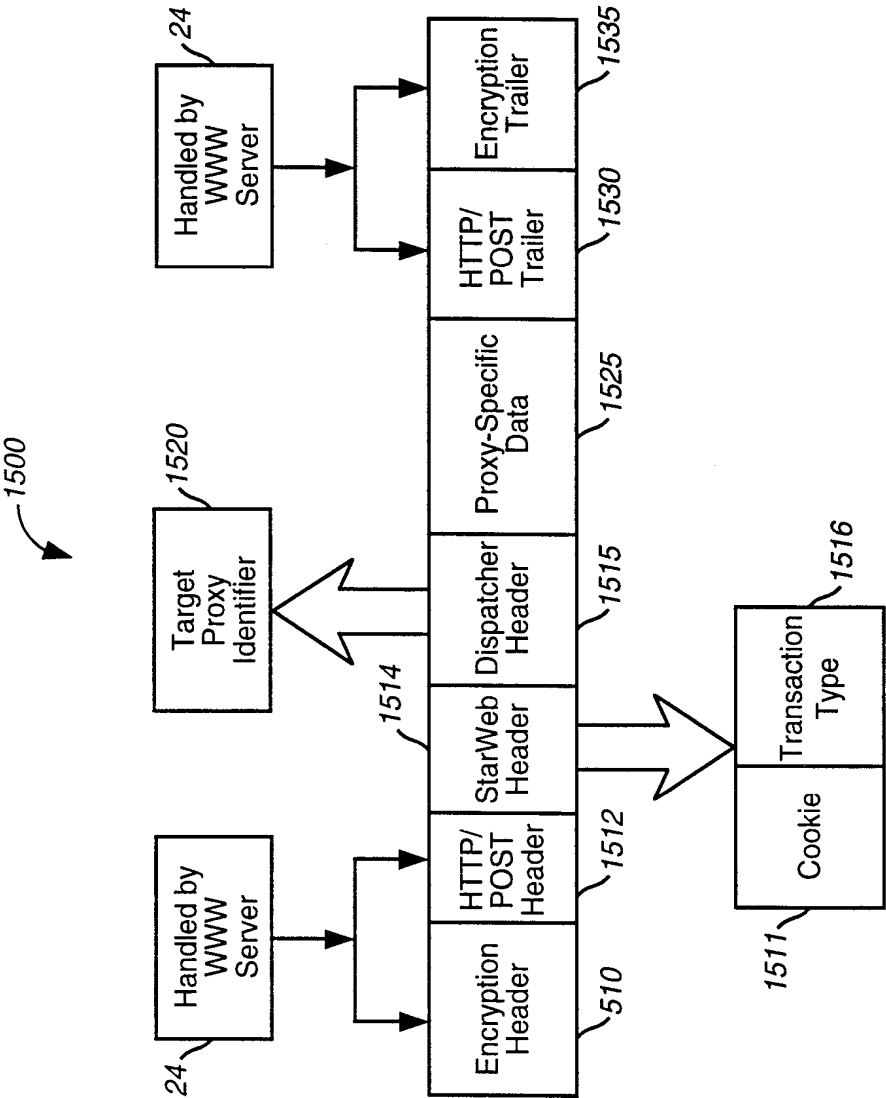 1500
24
Handled by
WWW
Server
1520
Target
Proxy
Identifier
24
Handled by
WWW
Server
Encryption
Header
510
HTTP/
POST
Header
1512
StarWeb
Header
1514
Dispatcher
Header
1515
Proxy-Specific
Data
1525
HTTP/
POST
Trailer
1530
Encryption
Trailer
1535
1511
Cookie
Transaction
Type
1516